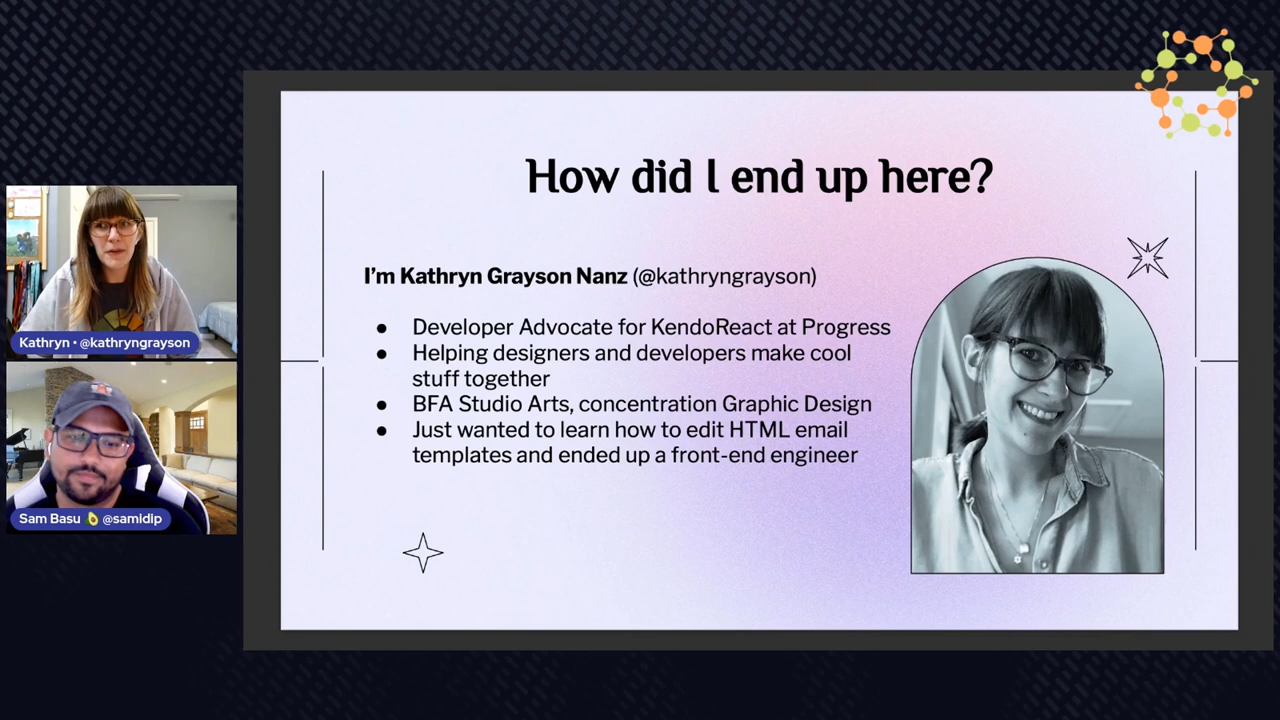 How did I end up here?
I'm Kathryn Grayson Nanz (@kathryngrayson)
● Developer Advocate for KendoReact at Progress
● Helping designers and developers make cool
stuff together
● BFA Studio Arts, concentration Graphic Design
● Just wanted to learn how to edit HTML email
templates and ended up a front-end engineer
Kathryn • @kathryngrayson
Sam Basu 🥑 @samidip